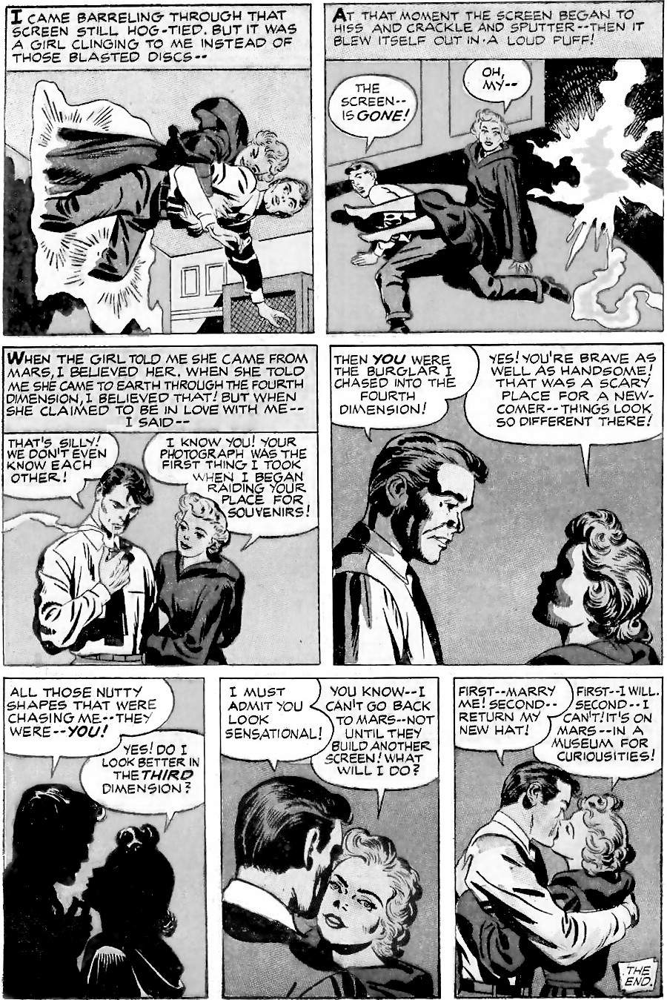 I CAME BARRELING THROUGH THAT
SCREEN STILL HOG-TIED. BUT IT WAS
A GIRL CLINGING TO ME INSTEAD OF
THOSE BLASTED DISCS--
AT THAT MOMENT THE SCREEN BEGAN TO
HISS AND CRACKLE AND SPUTTER--THEN IT
BLEW ITSELF OUT IN A LOUD PUFF!
THE
SCREEN--
IS GONE!
OH,
MY--
WHEN THE GIRL TOLD ME SHE CAME FROM
MARS, I BELIEVED HER. WHEN SHE TOLD
ME SHE CAME TO EARTH THROUGH THE FOURTH
DIMENSION, I BELIEVED THAT! BUT WHEN
SHE CLAIMED TO BE IN LOVE WITH ME--
I SAID--
THAT'S SILLY!
WE DON'T EVEN
KNOW EACH
OTHER!
I KNOW YOU! YOUR
PHOTOGRAPH WAS THE
FIRST THING I TOOK
WHEN I BEGAN
RAIDING YOUR
PLACE FOR
SOUVENIRS!
THEN YOU WERE
THE BURGLAR I
CHASED INTO THE
FOURTH
DIMENSION!
YES! YOU'RE BRAVE AS
WELL AS HANDSOME!
THAT WAS A SCARY
PLACE FOR A NEW-
COMER--THINGS LOOK
SO DIFFERENT THERE!
ALL THOSE NUTTY
SHAPES THAT WERE
CHASING ME--THEY
WERE--YOU!
YES! DO I
LOOK BETTER IN
THE THIRD
DIMENSION?
I MUST
ADMIT YOU
LOOK
SENSATIONAL!
YOU KNOW--I
CAN'T GO BACK
TO MARS--NOT
UNTIL THEY
BUILD ANOTHER
SCREEN! WHAT
WILL I DO?
FIRST--MARRY
ME! SECOND--
RETURN MY
NEW HAT!
FIRST--I WILL.
SECOND--I
CAN'T! IT'S ON
MARS--IN A
MUSEUM FOR
CURIOUSITIES!
THE
END.